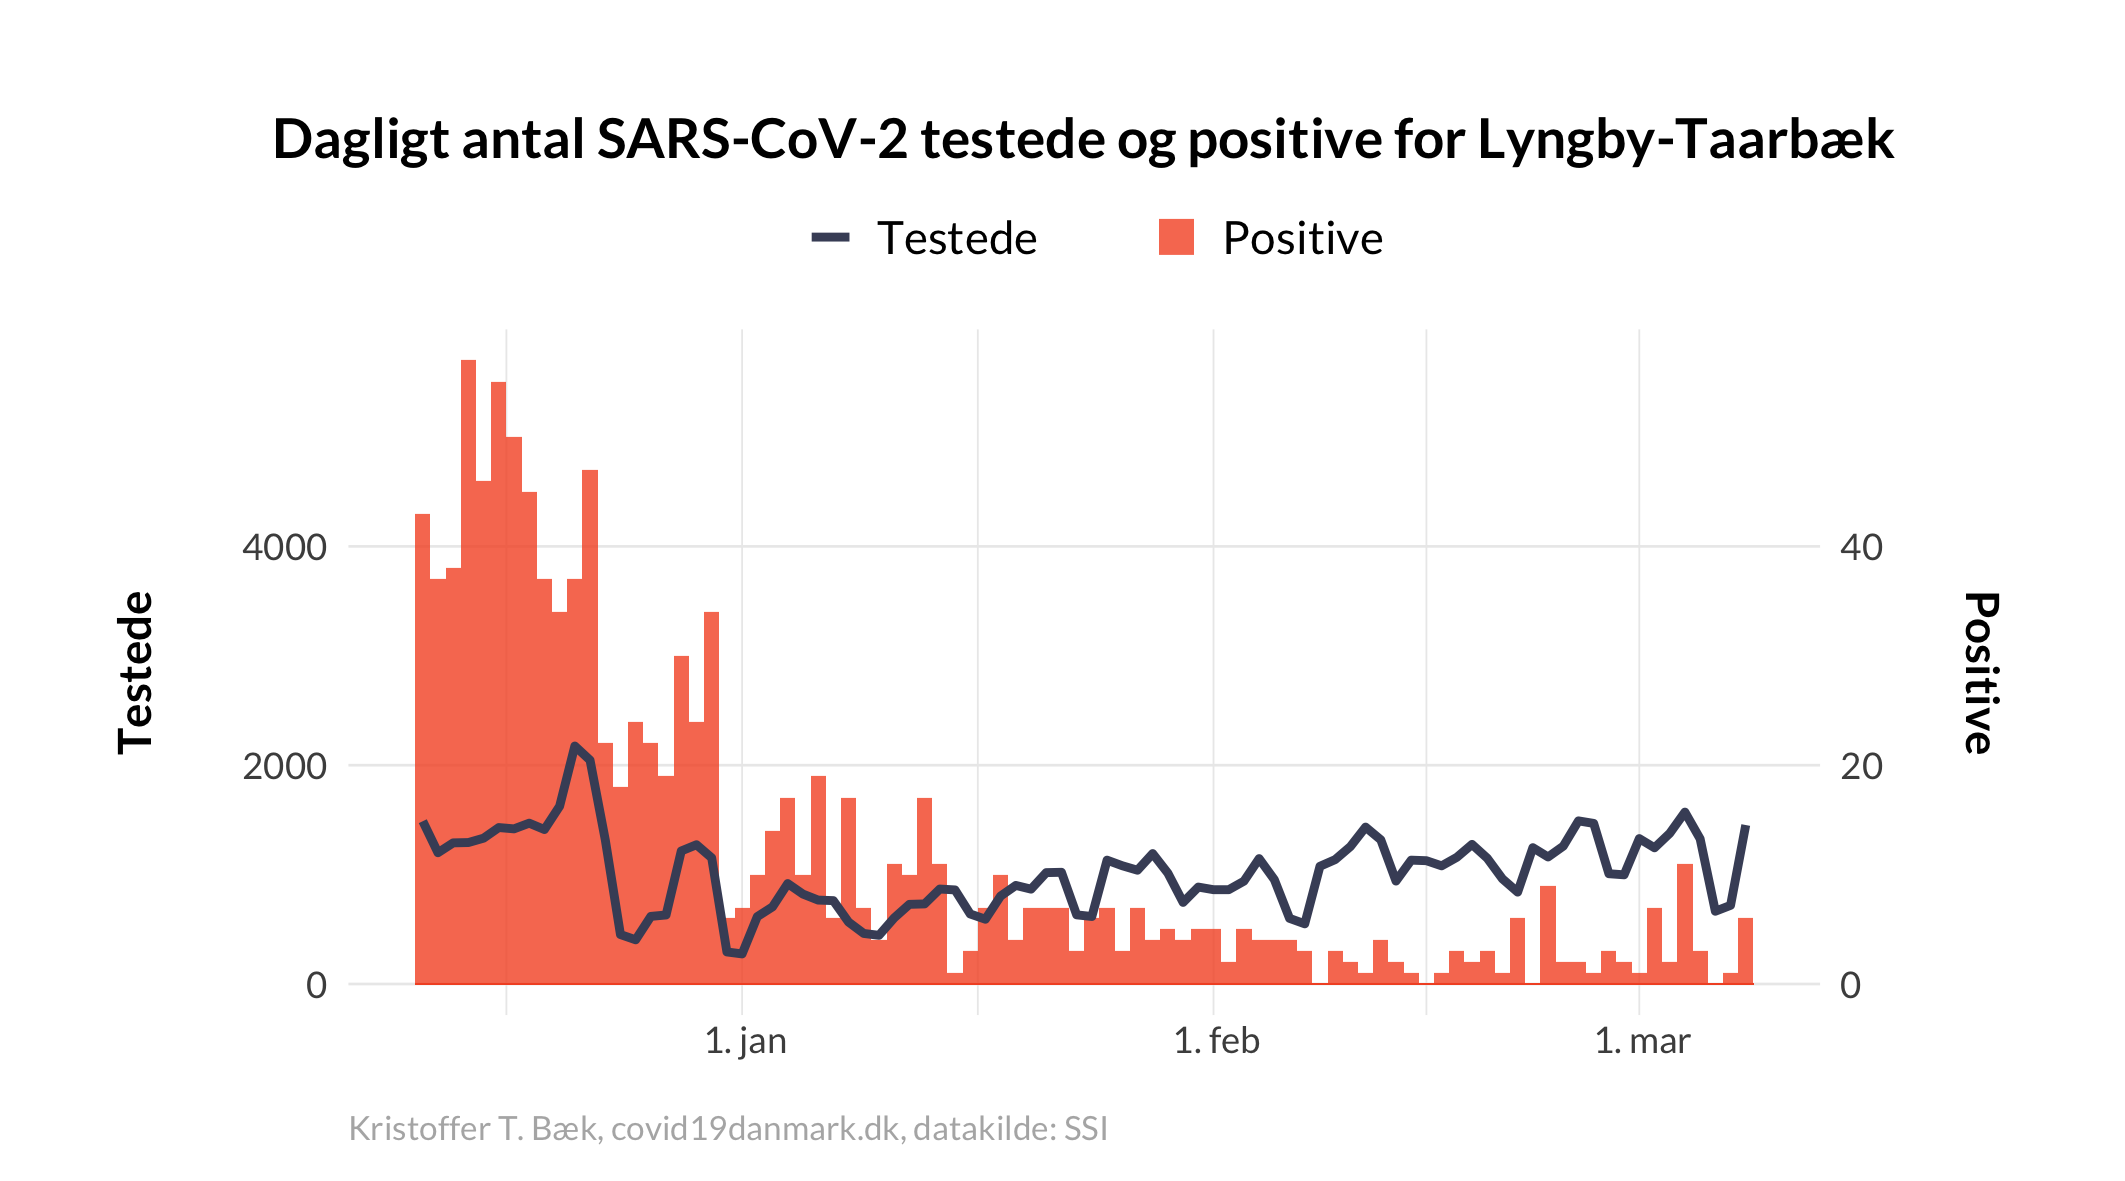 Dagligt antal SARS-CoV-2 testede og positive for Lyngby-Taarbæk
Testede
Positive
Testede
4000
2000
0
40
20
0
Positive
1. jan
1. feb
1. mar
Kristoffer T. Bæk, covid19danmark.dk, datakilde: SSI